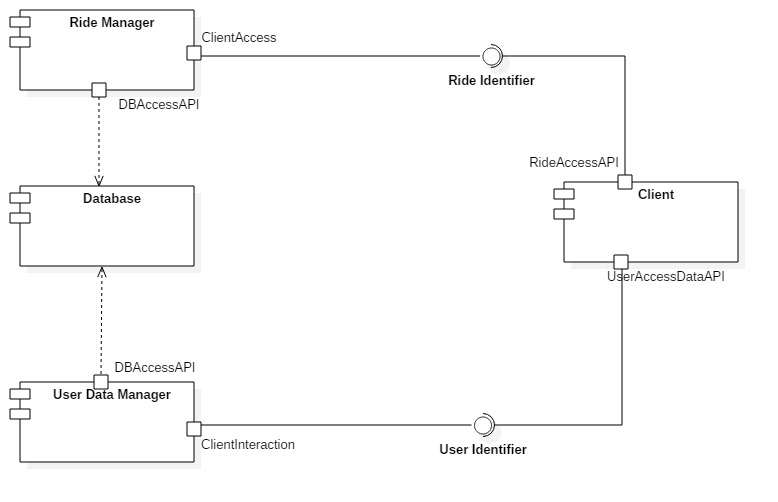 Ride Manager
ClientAccess
Ride Identifier
DBAccessAPI
RideAccessAPI
Database
Client
UserAccessDataAPI
DBAccessAPI
User Data Manager
ClientInteraction
User Identifier